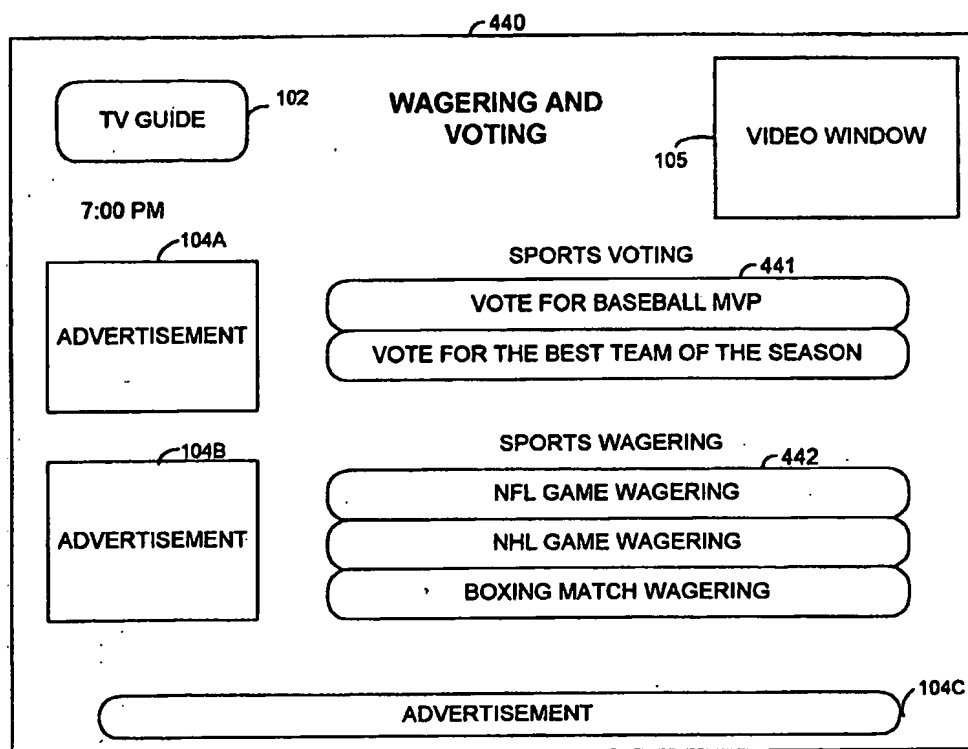 440
TV GUIDE
102
WAGERING AND
VOTING
VIDEO WINDOW
105
7:00 PM
104A
ADVERTISEMENT
SPORTS VOTING
441
VOTE FOR BASEBALL MVP
VOTE FOR THE BEST TEAM OF THE SEASON
104B
ADVERTISEMENT
SPORTS WAGERING
442
NFL GAME WAGERING
NHL GAME WAGERING
BOXING MATCH WAGERING
104C
ADVERTISEMENT